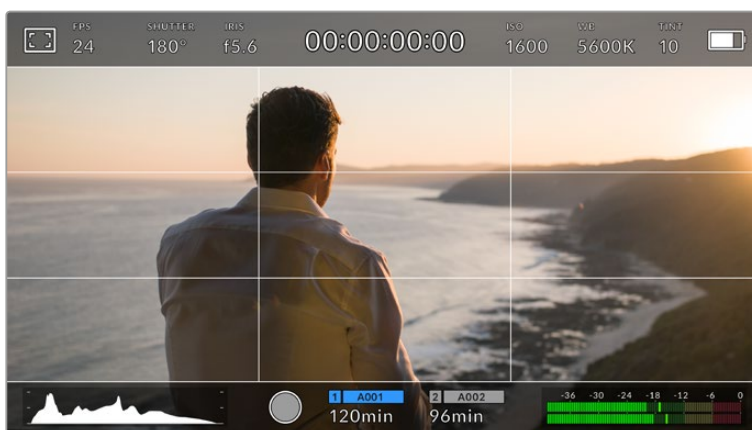 FPS SHUTTER IRIS ISO WB TINT
24 180° f5.6 00:00:00:00 1600 5600K 10
1 A001 2 A002
120min 96min
-36 -30 -24 -18 -12 -6 0